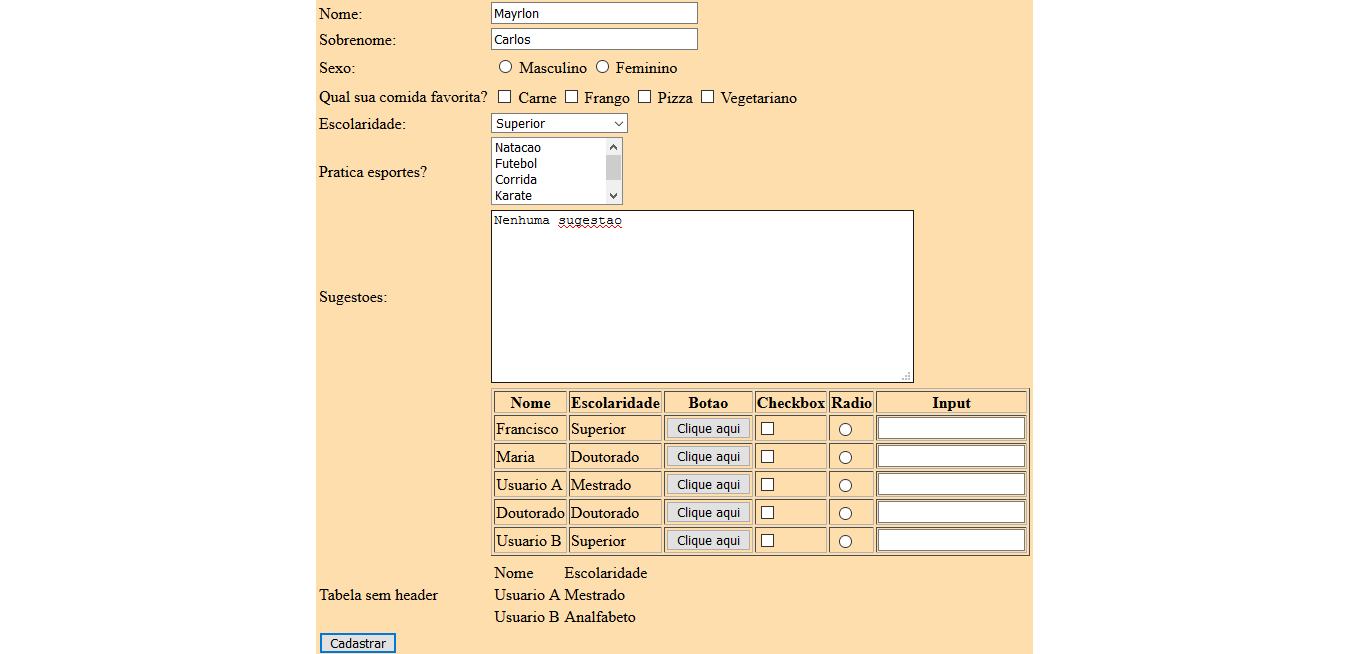 Nome: Mayrlon
Sobrenome: Carlos
Sexo: Masculino Feminino
Qual sua comida favorita? Carne Frango Pizza Vegetariano
Escolaridade: Superior
Pratica esportes?
Natacao
Futebol
Corrida
Karate
Sugestoes:
Nenhuma sugestao
Nome Escolaridade Botao Checkbox Radio Input
Francisco Superior Clique aqui
Maria Doutorado Clique aqui
Usuario A Mestrado Clique aqui
Doutorado Doutorado Clique aqui
Usuario B Superior Clique aqui
Tabela sem header
Nome Escolaridade
Usuario A Mestrado
Usuario B Analfabeto
Cadastrar